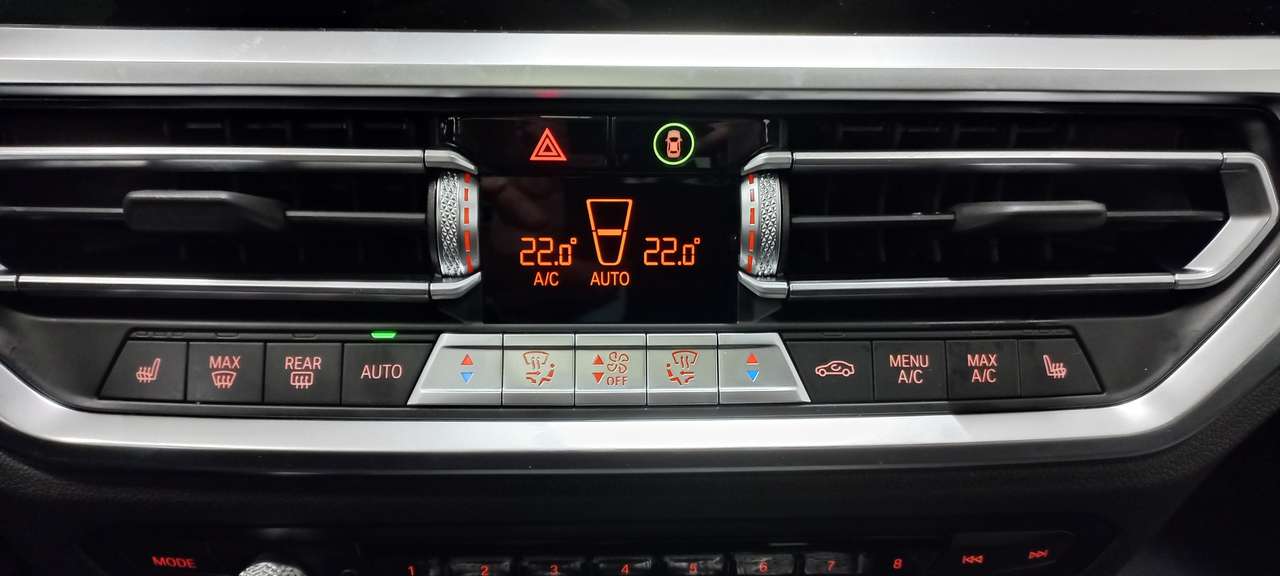 22.0°
A/C
AUTO
22.0°
MAX
REAR
AUTO
OFF
MENU
A/C
MAX
A/C
MODE
1 2 3 4 5 6 7 8